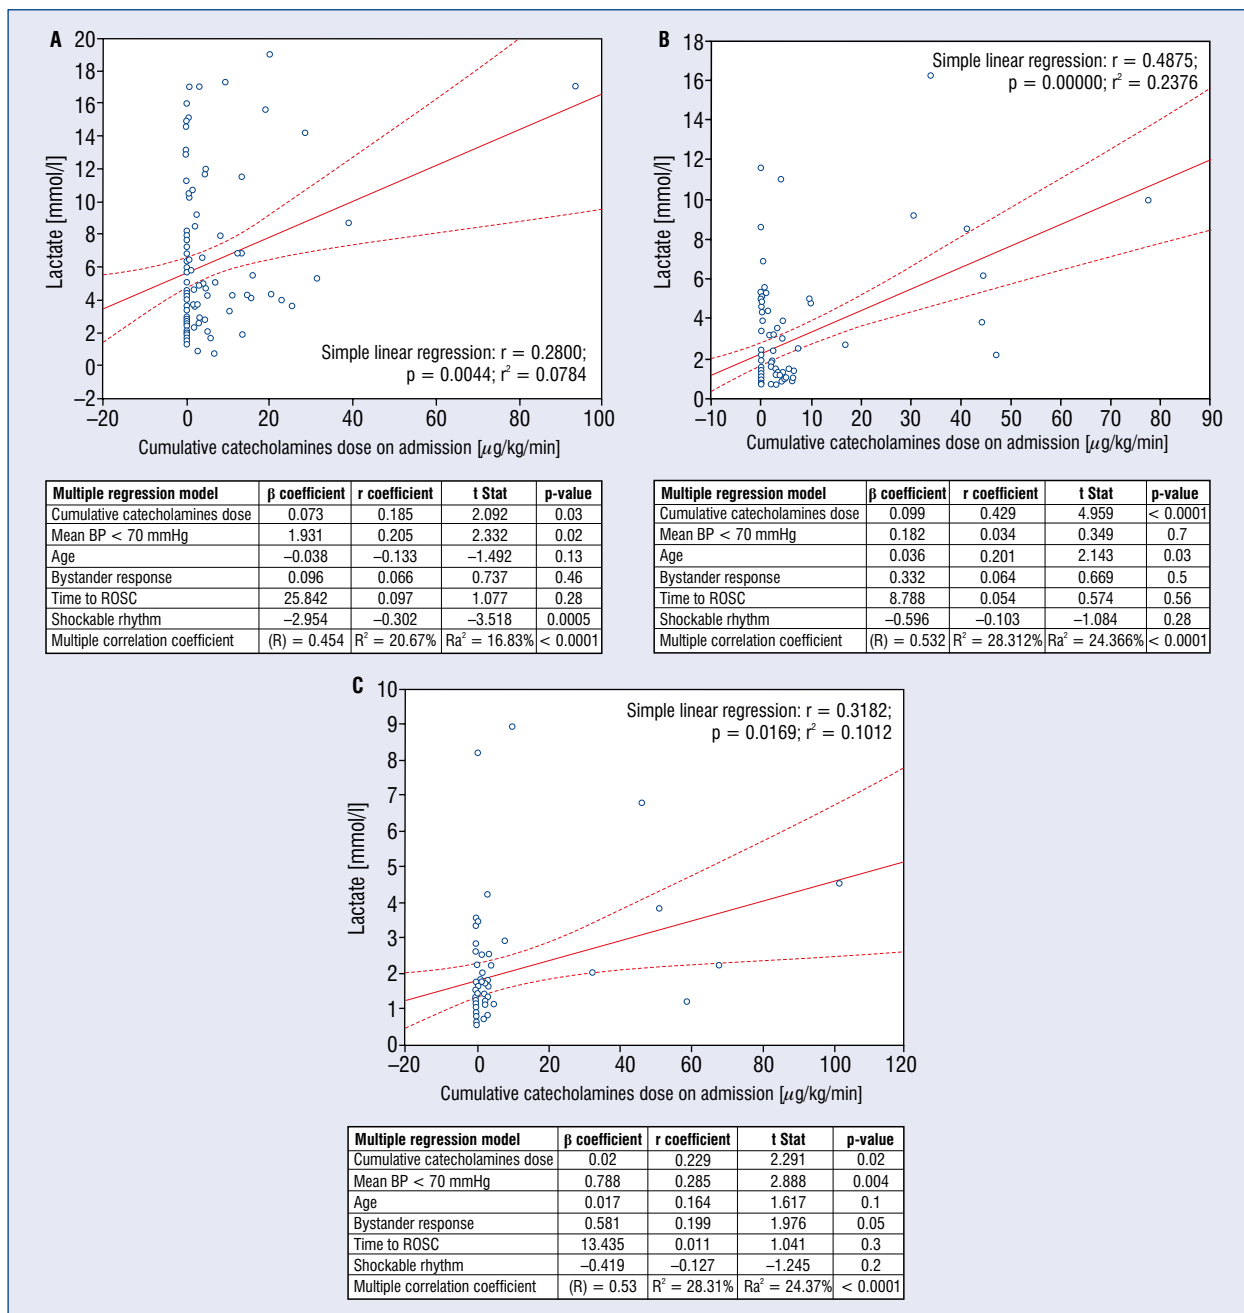 A
20
18
16
14
12
10
8
6
4
2
0
−2
Lactate [mmol/l]
Simple linear regression: r = 0.2800;
p = 0.0044; r² = 0.0784
−20 0 20 40 60 80 100
Cumulative catecholamines dose on admission [µg/kg/min]
Multiple regression model β coefficient r coefficient t Stat p-value
Cumulative catecholamines dose 0.073 0.185 2.092 0.03
Mean BP < 70 mmHg 1.931 0.205 2.332 0.02
Age −0.038 −0.133 −1.492 0.13
Bystander response 0.096 0.066 0.737 0.46
Time to ROSC 25.842 0.097 1.077 0.28
Shockable rhythm −2.954 −0.302 −3.518 0.0005
Multiple correlation coefficient (R) = 0.454 R² = 20.67% Ra² = 16.83% < 0.0001
B
18
16
14
12
10
8
6
4
2
0
Lactate [mmol/l]
Simple linear regression: r = 0.4875;
p = 0.00000; r² = 0.2376
−10 0 10 20 30 40 50 60 70 80 90
Cumulative catecholamines dose on admission [µg/kg/min]
Multiple regression model β coefficient r coefficient t Stat p-value
Cumulative catecholamines dose 0.099 0.429 4.959 < 0.0001
Mean BP < 70 mmHg 0.182 0.034 0.349 0.7
Age 0.036 0.201 2.143 0.03
Bystander response 0.332 0.064 0.669 0.5
Time to ROSC 8.788 0.054 0.574 0.56
Shockable rhythm −0.596 −0.103 −1.084 0.28
Multiple correlation coefficient (R) = 0.532 R² = 28.312% Ra² = 24.366% < 0.0001
C
10
9
8
7
6
5
4
3
2
1
0
Lactate [mmol/l]
Simple linear regression: r = 0.3182;
p = 0.0169; r² = 0.1012
−20 0 20 40 60 80 100 120
Cumulative catecholamines dose on admission [µg/kg/min]
Multiple regression model β coefficient r coefficient t Stat p-value
Cumulative catecholamines dose 0.02 0.229 2.291 0.02
Mean BP < 70 mmHg 0.788 0.285 2.888 0.004
Age 0.017 0.164 1.617 0.1
Bystander response 0.581 0.199 1.976 0.05
Time to ROSC 13.435 0.011 1.041 0.3
Shockable rhythm −0.419 −0.127 −1.245 0.2
Multiple correlation coefficient (R) = 0.53 R² = 28.31% Ra² = 24.37% < 0.0001